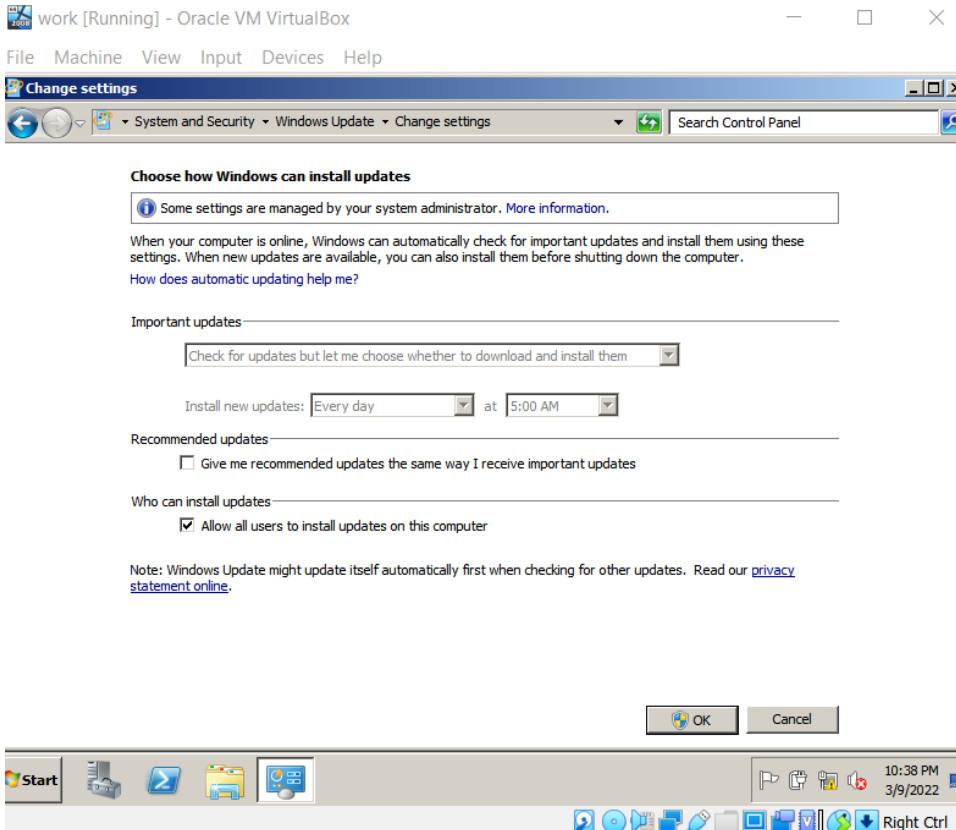 work [Running] - Oracle VM VirtualBox
File Machine View Input Devices Help
Change settings
System and Security Windows Update Change settings
Search Control Panel
Choose how Windows can install updates
Some settings are managed by your system administrator. More information.
When your computer is online, Windows can automatically check for important updates and install them using these
settings. When new updates are available, you can also install them before shutting down the computer.
How does automatic updating help me?
Important updates
Check for updates but let me choose whether to download and install them
Install new updates: Every day at 5:00 AM
Recommended updates
Give me recommended updates the same way I receive important updates
Who can install updates
Allow all users to install updates on this computer
Note: Windows Update might update itself automatically first when checking for other updates. Read our privacy
statement online.
OK Cancel
Start
10:38 PM
3/9/2022
Right Ctrl